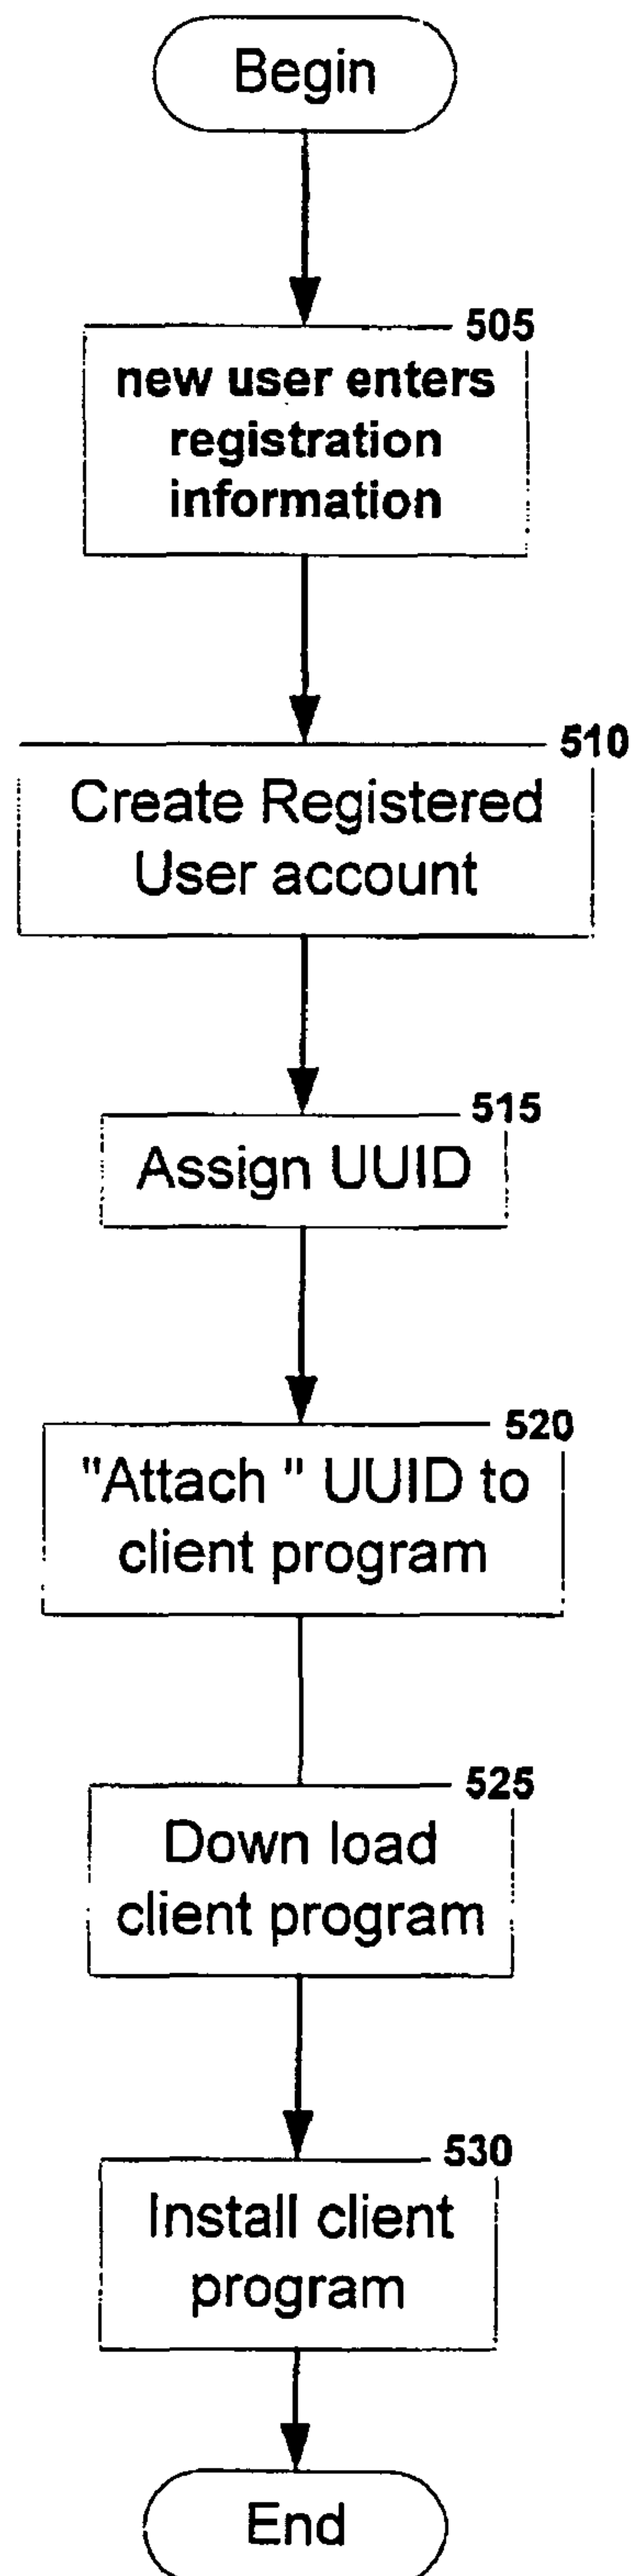 Begin
505
new user enters
registration
information
510
Create Registered
User account
515
Assign UUID
520
"Attach " UUID to
client program
525
Down load
client program
530
Install client
program
End